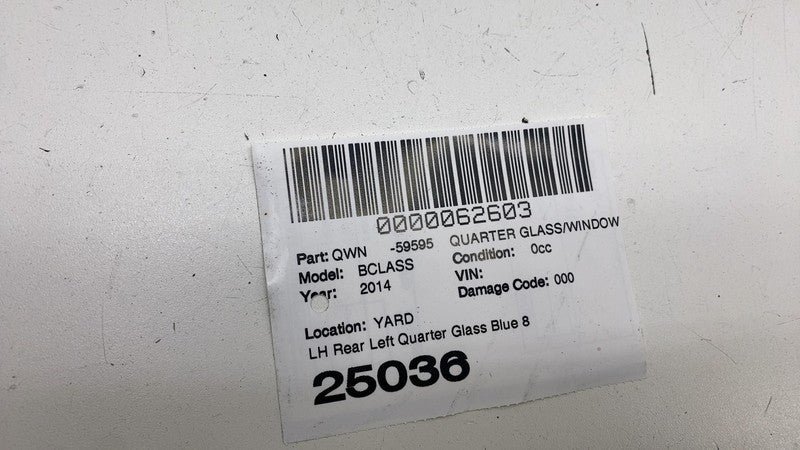 0000062603
Part: QWN -59595 QUARTER GLASS/WINDOW
Model: BCLASS Condition: 0cc
Year: 2014 VIN:
Damage Code: 000
Location: YARD
LH Rear Left Quarter Glass Blue 8
25036